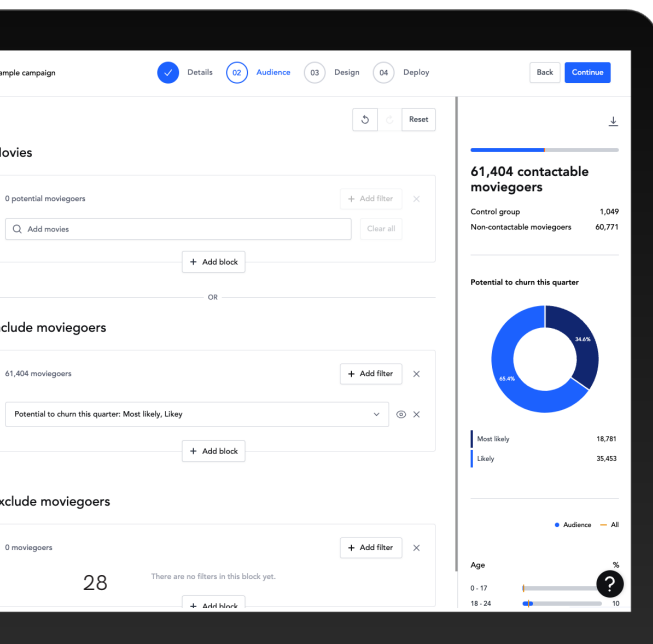 ample campaign
Details
02
Audience
03
Design
04
Deploy
Back
Continue
Reset
lovies
0 potential moviegoers
+ Add filter
Add movies
Clear all
+ Add block
OR
nclude moviegoers
61,404 moviegoers
+ Add filter
Potential to churn this quarter: Most likely, Likey
+ Add block
xclude moviegoers
0 moviegoers
+ Add filter
28
There are no filters in this block yet.
+ Add block
61,404 contactable
moviegoers
Control group 1,049
Non-contactable moviegoers 60,771
Potential to churn this quarter
34.6%
65.4%
Most likely 18,781
Likely 35,453
Audience
All
Age %
0 - 17
?
18 - 24 10